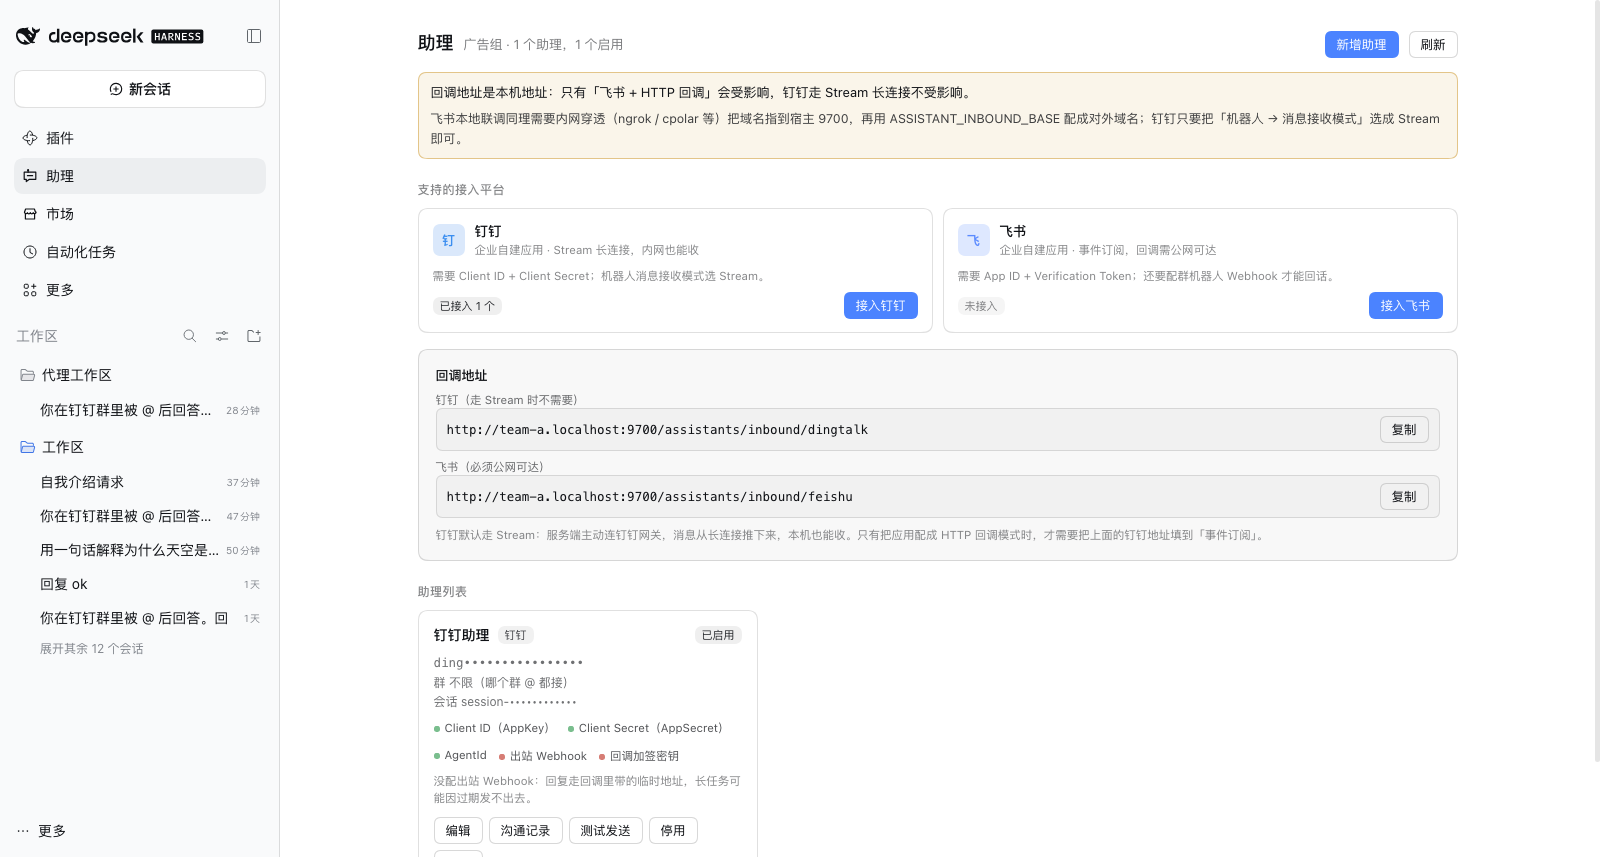 deepseek HARNESS
新会话
插件
助理
市场
自动化任务
更多
工作区
代理工作区
你在钉钉群里被 @ 后回答... 28分钟
工作区
自我介绍请求 37分钟
你在钉钉群里被 @ 后回答... 47分钟
用一句话解释为什么天空是... 50分钟
回复 ok 1天
你在钉钉群里被 @ 后回答。回 1天
展开其余 12 个会话
... 更多
助理 广告组 · 1 个助理，1 个启用
新增助理 刷新
回调地址是本机地址：只有「飞书 + HTTP 回调」会受影响，钉钉走 Stream 长连接不受影响。
飞书本地联调同理需要内网穿透（ngrok / cpolar 等）把域名指到宿主 9700，再用 ASSISTANT_INBOUND_BASE 配成对外域名；钉钉只要把「机器人 → 消息接收模式」选成 Stream
即可。
支持的接入平台
钉 钉钉
企业自建应用 · Stream 长连接，内网也能收
需要 Client ID + Client Secret；机器人消息接收模式选 Stream。
已接入 1 个 接入钉钉
飞 飞书
企业自建应用 · 事件订阅，回调需公网可达
需要 App ID + Verification Token；还要配群机器人 Webhook 才能回话。
未接入 接入飞书
回调地址
钉钉（走 Stream 时不需要）
http://team-a.localhost:9700/assistants/inbound/dingtalk 复制
飞书（必须公网可达）
http://team-a.localhost:9700/assistants/inbound/feishu 复制
钉钉默认走 Stream：服务端主动连钉钉网关，消息从长连接推下来，本机也能收。只有把应用配成 HTTP 回调模式时，才需要把上面的钉钉地址填到「事件订阅」。
助理列表
钉钉助理 钉钉 已启用
ding••••••••••••••••
群 不限（哪个群 @ 都接）
会话 session-••••••••••••
Client ID（AppKey） Client Secret（AppSecret）
AgentId 出站 Webhook 回调加签密钥
没配出站 Webhook：回复走回调里带的临时地址，长任务可
能因过期发不出去。
编辑 沟通记录 测试发送 停用